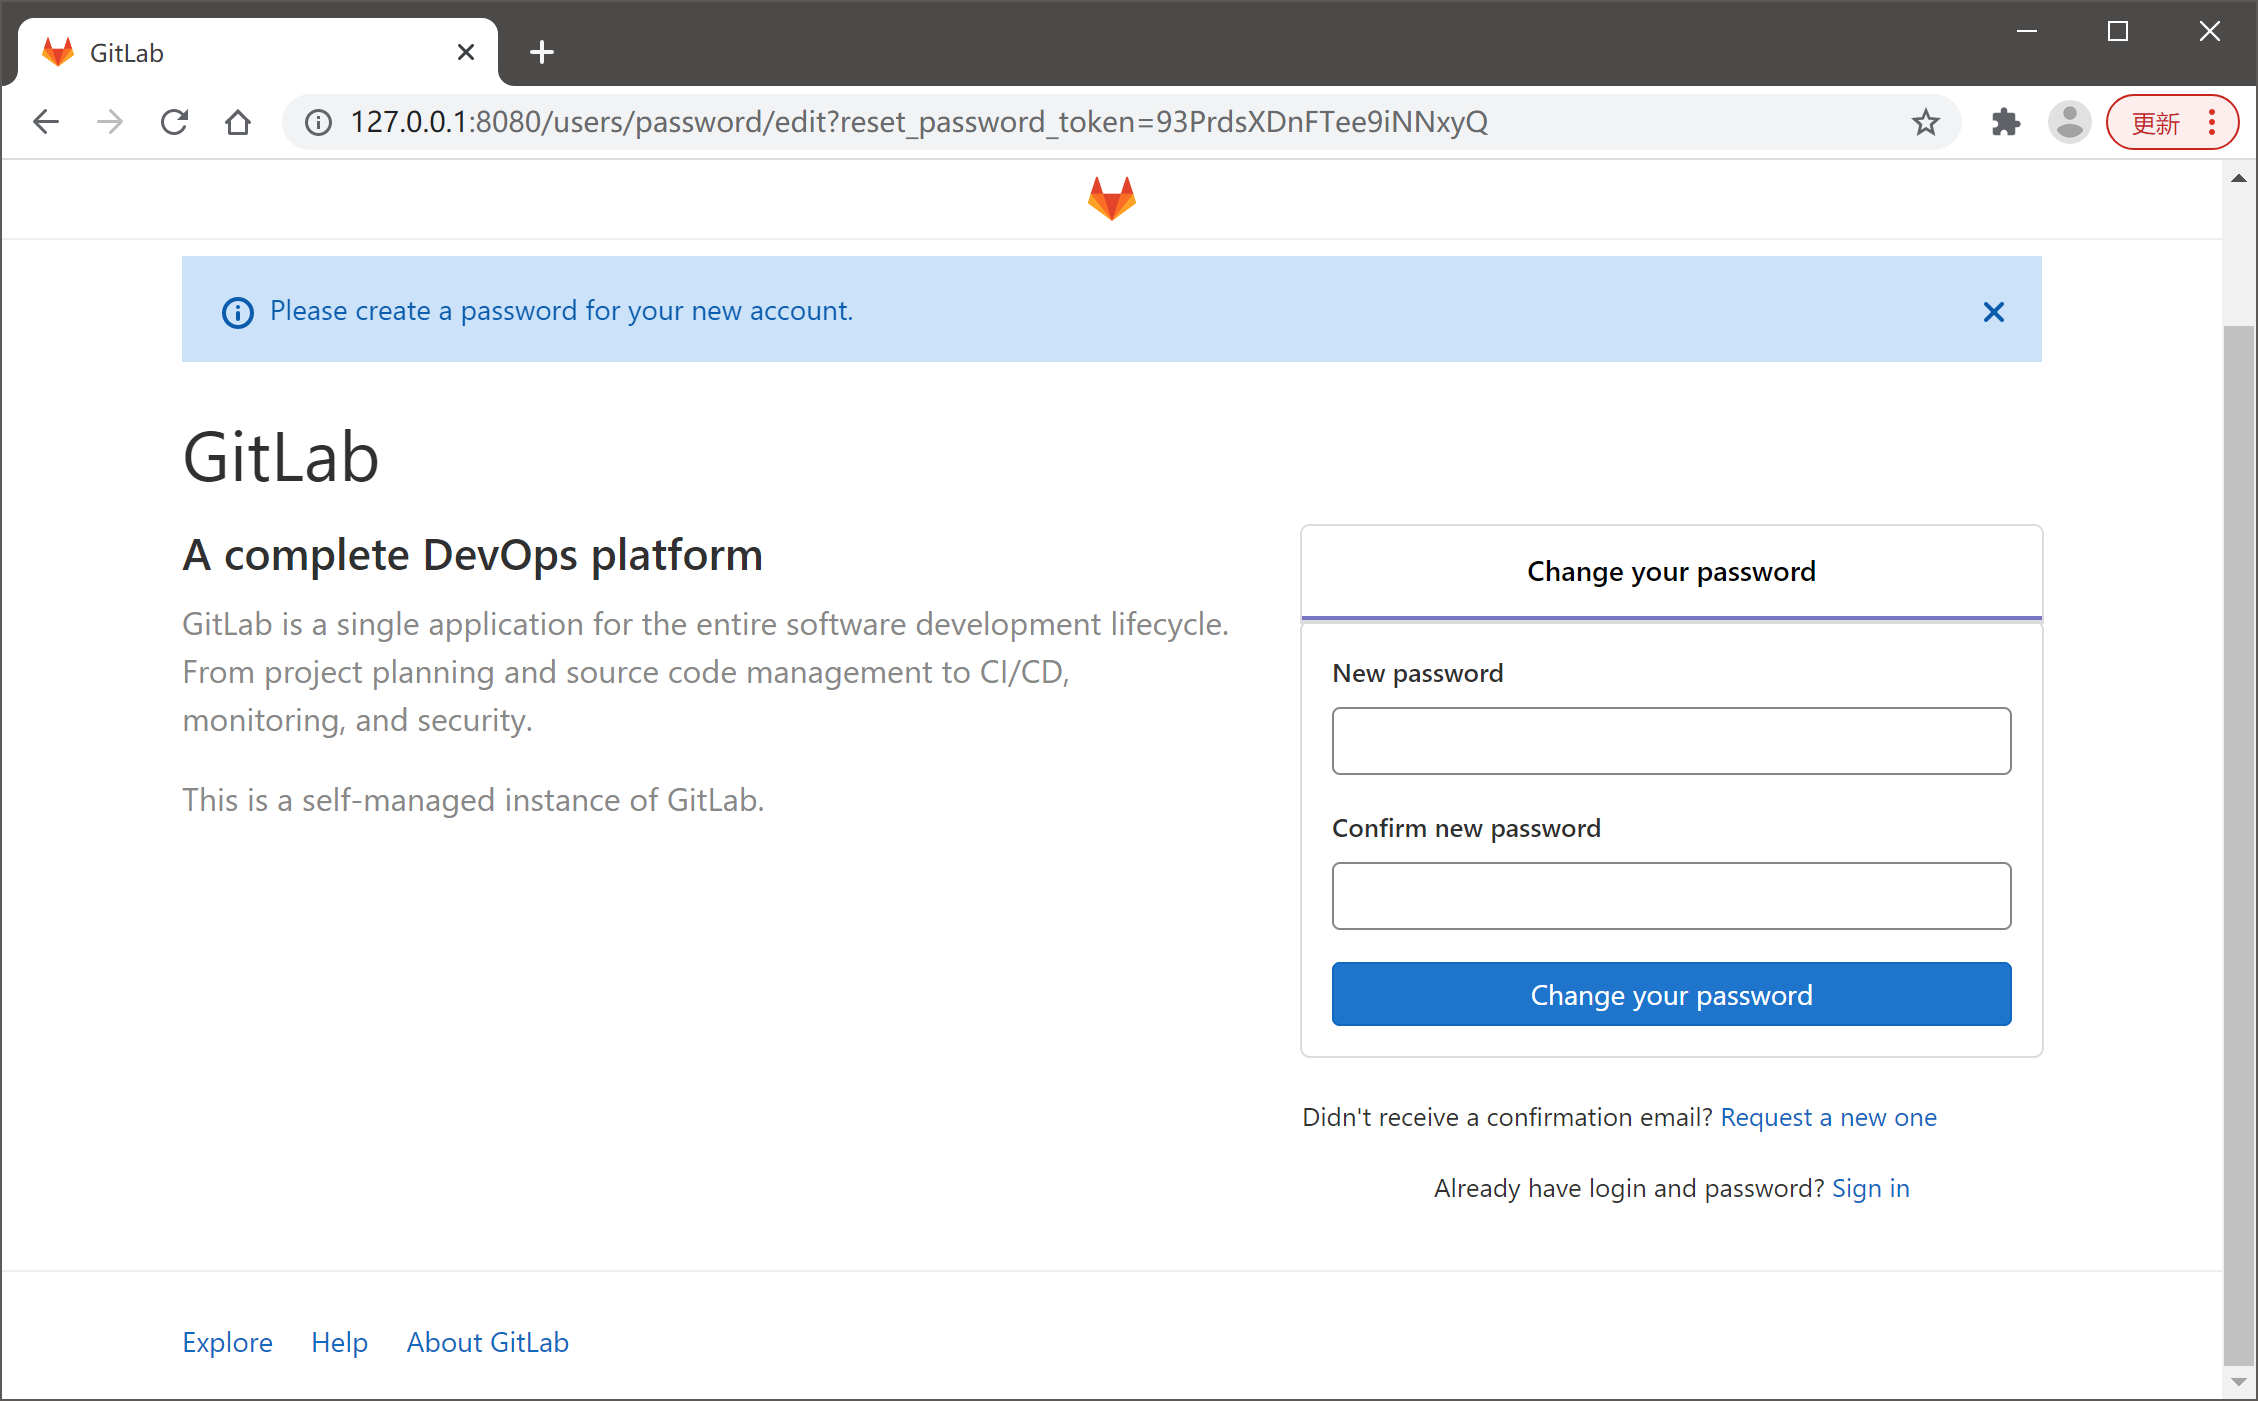 GitLab
127.0.0.1:8080/users/password/edit?reset_password_token=93PrdsXDnFTee9iNNxyQ
更新
Please create a password for your new account.
GitLab
A complete DevOps platform
GitLab is a single application for the entire software development lifecycle.
From project planning and source code management to CI/CD,
monitoring, and security.
This is a self-managed instance of GitLab.
Change your password
New password
Confirm new password
Change your password
Didn't receive a confirmation email? Request a new one
Already have login and password? Sign in
Explore Help About GitLab